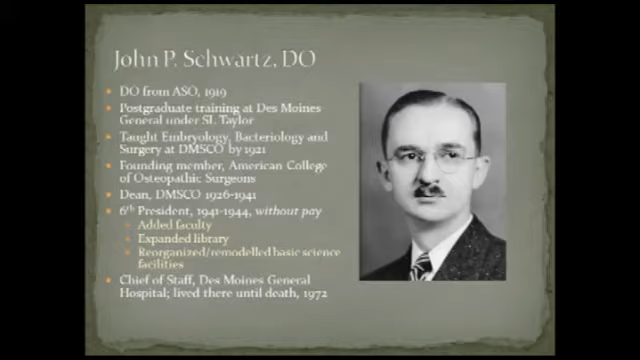 John P. Schwartz, DO
DO from ASO, 1919
Postgraduate training at Des Moines
General under SL Taylor
Taught Embryology, Bacteriology and
Surgery at DMSCO by 1921
Founding member, American College
of Osteopathic Surgeons
Dean, DMSCO 1926-1941
6th President, 1941-1944, without pay
Added faculty
Expanded library
Reorganized/remodelled basic science
facilities
Chief of Staff, Des Moines General
Hospital; lived there until death, 1972